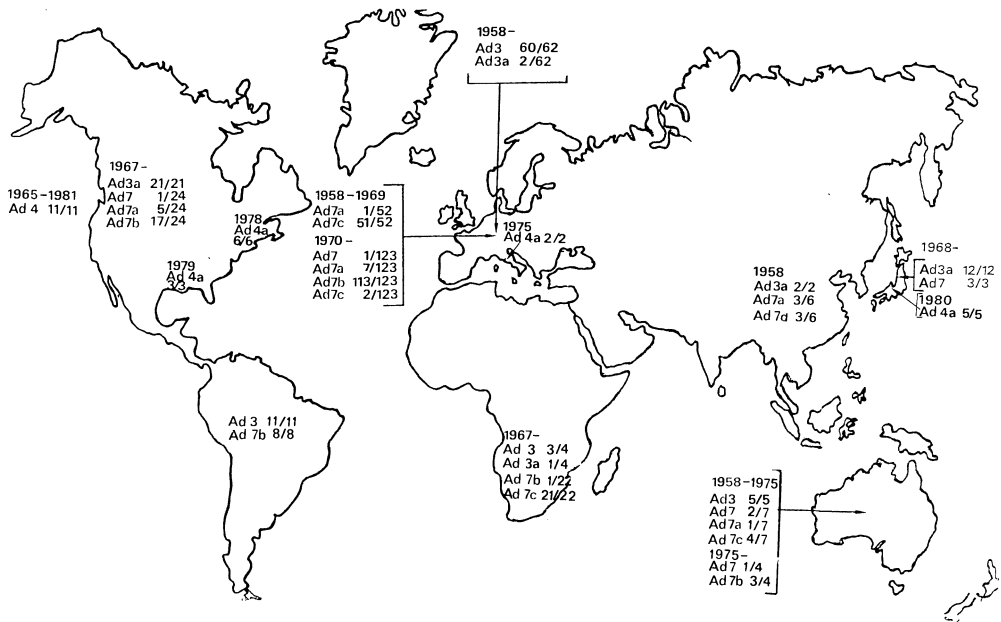 1958-
Ad3 60/62
Ad3a 2/62
1965-1981
Ad 4 11/11
1967-
Ad3a 21/21
Ad7 1/24
Ad7a 5/24
Ad7b 17/24
1978
Ad 4a
6/6
1979
Ad 4a
3/3
1958-1969
Ad7a 1/52
Ad7c 51/52
1970-
Ad7 1/123
Ad7a 7/123
Ad7b 113/123
Ad7c 2/123
1975
Ad 4a 2/2
1958
Ad 3a 2/2
Ad 7a 3/6
Ad 7d 3/6
1968-
Ad3a 12/12
Ad7 3/3
1980
Ad 4a 5/5
Ad 3 11/11
Ad 7b 8/8
1967-
Ad 3 3/4
Ad 3a 1/4
Ad 7b 1/22
Ad 7c 21/22
1958-1975
Ad3 5/5
Ad7 2/7
Ad7a 1/7
Ad 7c 4/7
1975-
Ad7 1/4
Ad7b 3/4